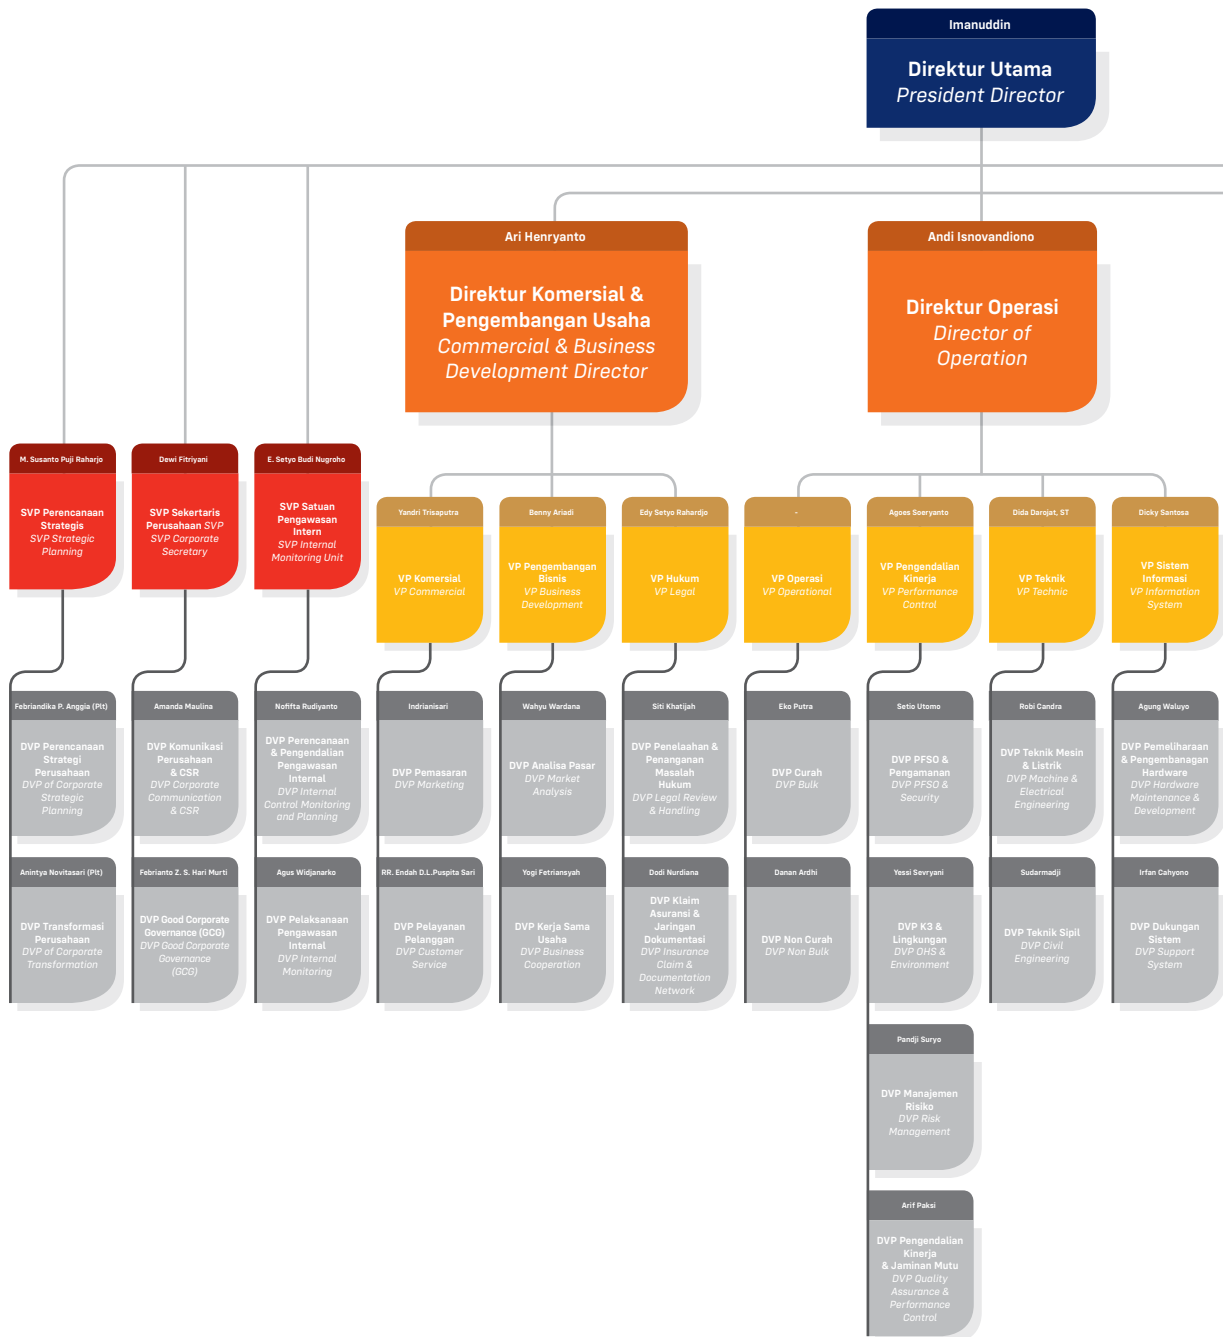 Imanuddin
Direktur Utama
President Director
Ari Henryanto
Direktur Komersial &
Pengembangan Usaha
Commercial & Business
Development Director
Andi Isnovandiono
Direktur Operasi
Director of
Operation
M. Susanto Puji Raharjo
SVP Perencanaan
Strategis
SVP Strategic
Planning
Dewi Fitriyani
SVP Sekertaris
Perusahaan SVP
SVP Corporate
Secretary
E. Setyo Budi Nugroho
SVP Satuan
Pengawasan
Intern
SVP Internal
Monitoring Unit
Yandri Trisaputra
VP Komersial
VP Commercial
Benny Ariadi
VP Pengembangan
Bisnis
VP Business
Development
Edy Setyo Rahardjo
VP Hukum
VP Legal
-
VP Operasi
VP Operational
Agoes Soeryanto
VP Pengendalian
Kinerja
VP Performance
Control
Dida Darojat, ST
VP Teknik
VP Technic
Dicky Santosa
VP Sistem
Informasi
VP Information
System
Febriandika P. Anggia (Plt)
DVP Perencanaan
Strategi
Perusahaan
DVP of Corporate
Strategic
Planning
Amanda Maulina
DVP Komunikasi
Perusahaan
& CSR
DVP Corporate
Communication
& CSR
Nofifta Rudiyanto
DVP Perencanaan
& Pengendalian
Pengawasan
Internal
DVP Internal
Control Monitoring
and Planning
Indrianisari
DVP Pemasaran
DVP Marketing
Wahyu Wardana
DVP Analisa Pasar
DVP Market
Analysis
Siti Khatijah
DVP Penelaahan &
Penanganan
Masalah
Hukum
DVP Legal Review
& Handling
Eko Putra
DVP Curah
DVP Bulk
Setio Utomo
DVP PFSO &
Pengamanan
DVP PFSO &
Security
Robi Candra
DVP Teknik Mesin
& Listrik
DVP Machine &
Electrical
Engineering
Agung Waluyo
DVP Pemeliharaan
& Pengembanagan
Hardware
DVP Hardware
Maintenance &
Development
Anintya Novitasari (Plt)
DVP Transformasi
Perusahaan
DVP of Corporate
Transformation
Febrianto Z. S. Hari Murti
DVP Good Corporate
Governance (GCG)
DVP Good Corporate
Governance
(GCG)
Agus Widjanarko
DVP Pelaksanaan
Pengawasan
Internal
DVP Internal
Monitoring
RR. Endah D.L.Puspita Sari
DVP Pelayanan
Pelanggan
DVP Customer
Service
Yogi Fetriansyah
DVP Kerja Sama
Usaha
DVP Business
Cooperation
Dodi Nurdiana
DVP Klaim
Asuransi &
Jaringan
Dokumentasi
DVP Insurance
Claim &
Documentation
Network
Danan Ardhi
DVP Non Curah
DVP Non Bulk
Yessi Sevryani
DVP K3 &
Lingkungan
DVP OHS &
Environment
Sudarmadji
DVP Teknik Sipil
DVP Civil
Engineering
Irfan Cahyono
DVP Dukungan
Sistem
DVP Support
System
Pandji Suryo
DVP Manajemen
Risiko
DVP Risk
Management
Arif Paksi
DVP Pengendalian
Kinerja
& Jaminan Mutu
DVP Quality
Assurance &
Performance
Control